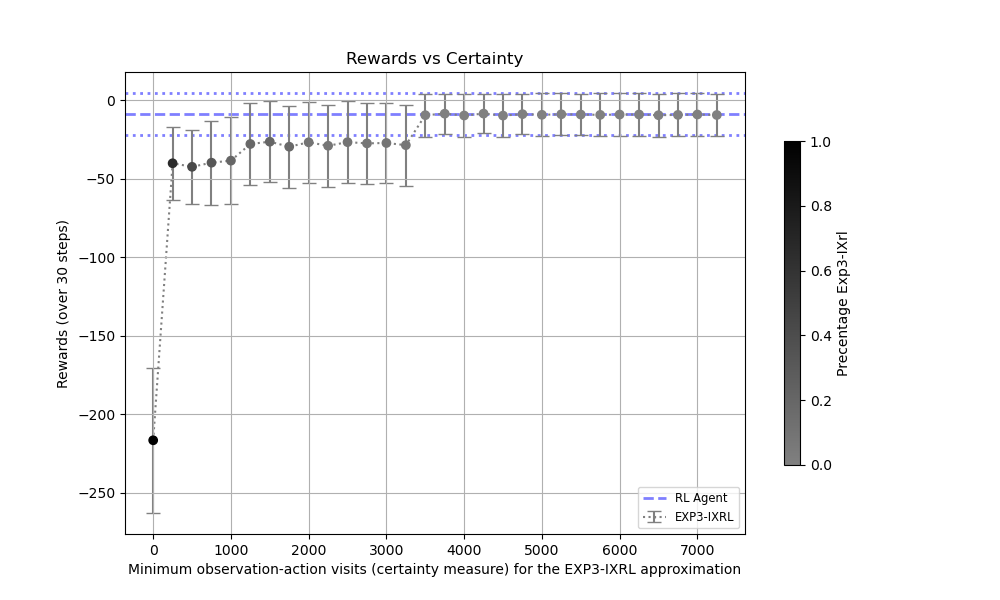 Rewards vs Certainty
0
−50
−100
−150
−200
−250
Rewards (over 30 steps)
0 1000 2000 3000 4000 5000 6000 7000
Minimum observation-action visits (certainty measure) for the EXP3-IXRL approximation
RL Agent
EXP3-IXRL
1.0
0.8
0.6
0.4
0.2
0.0
Precentage Exp3-IXrl